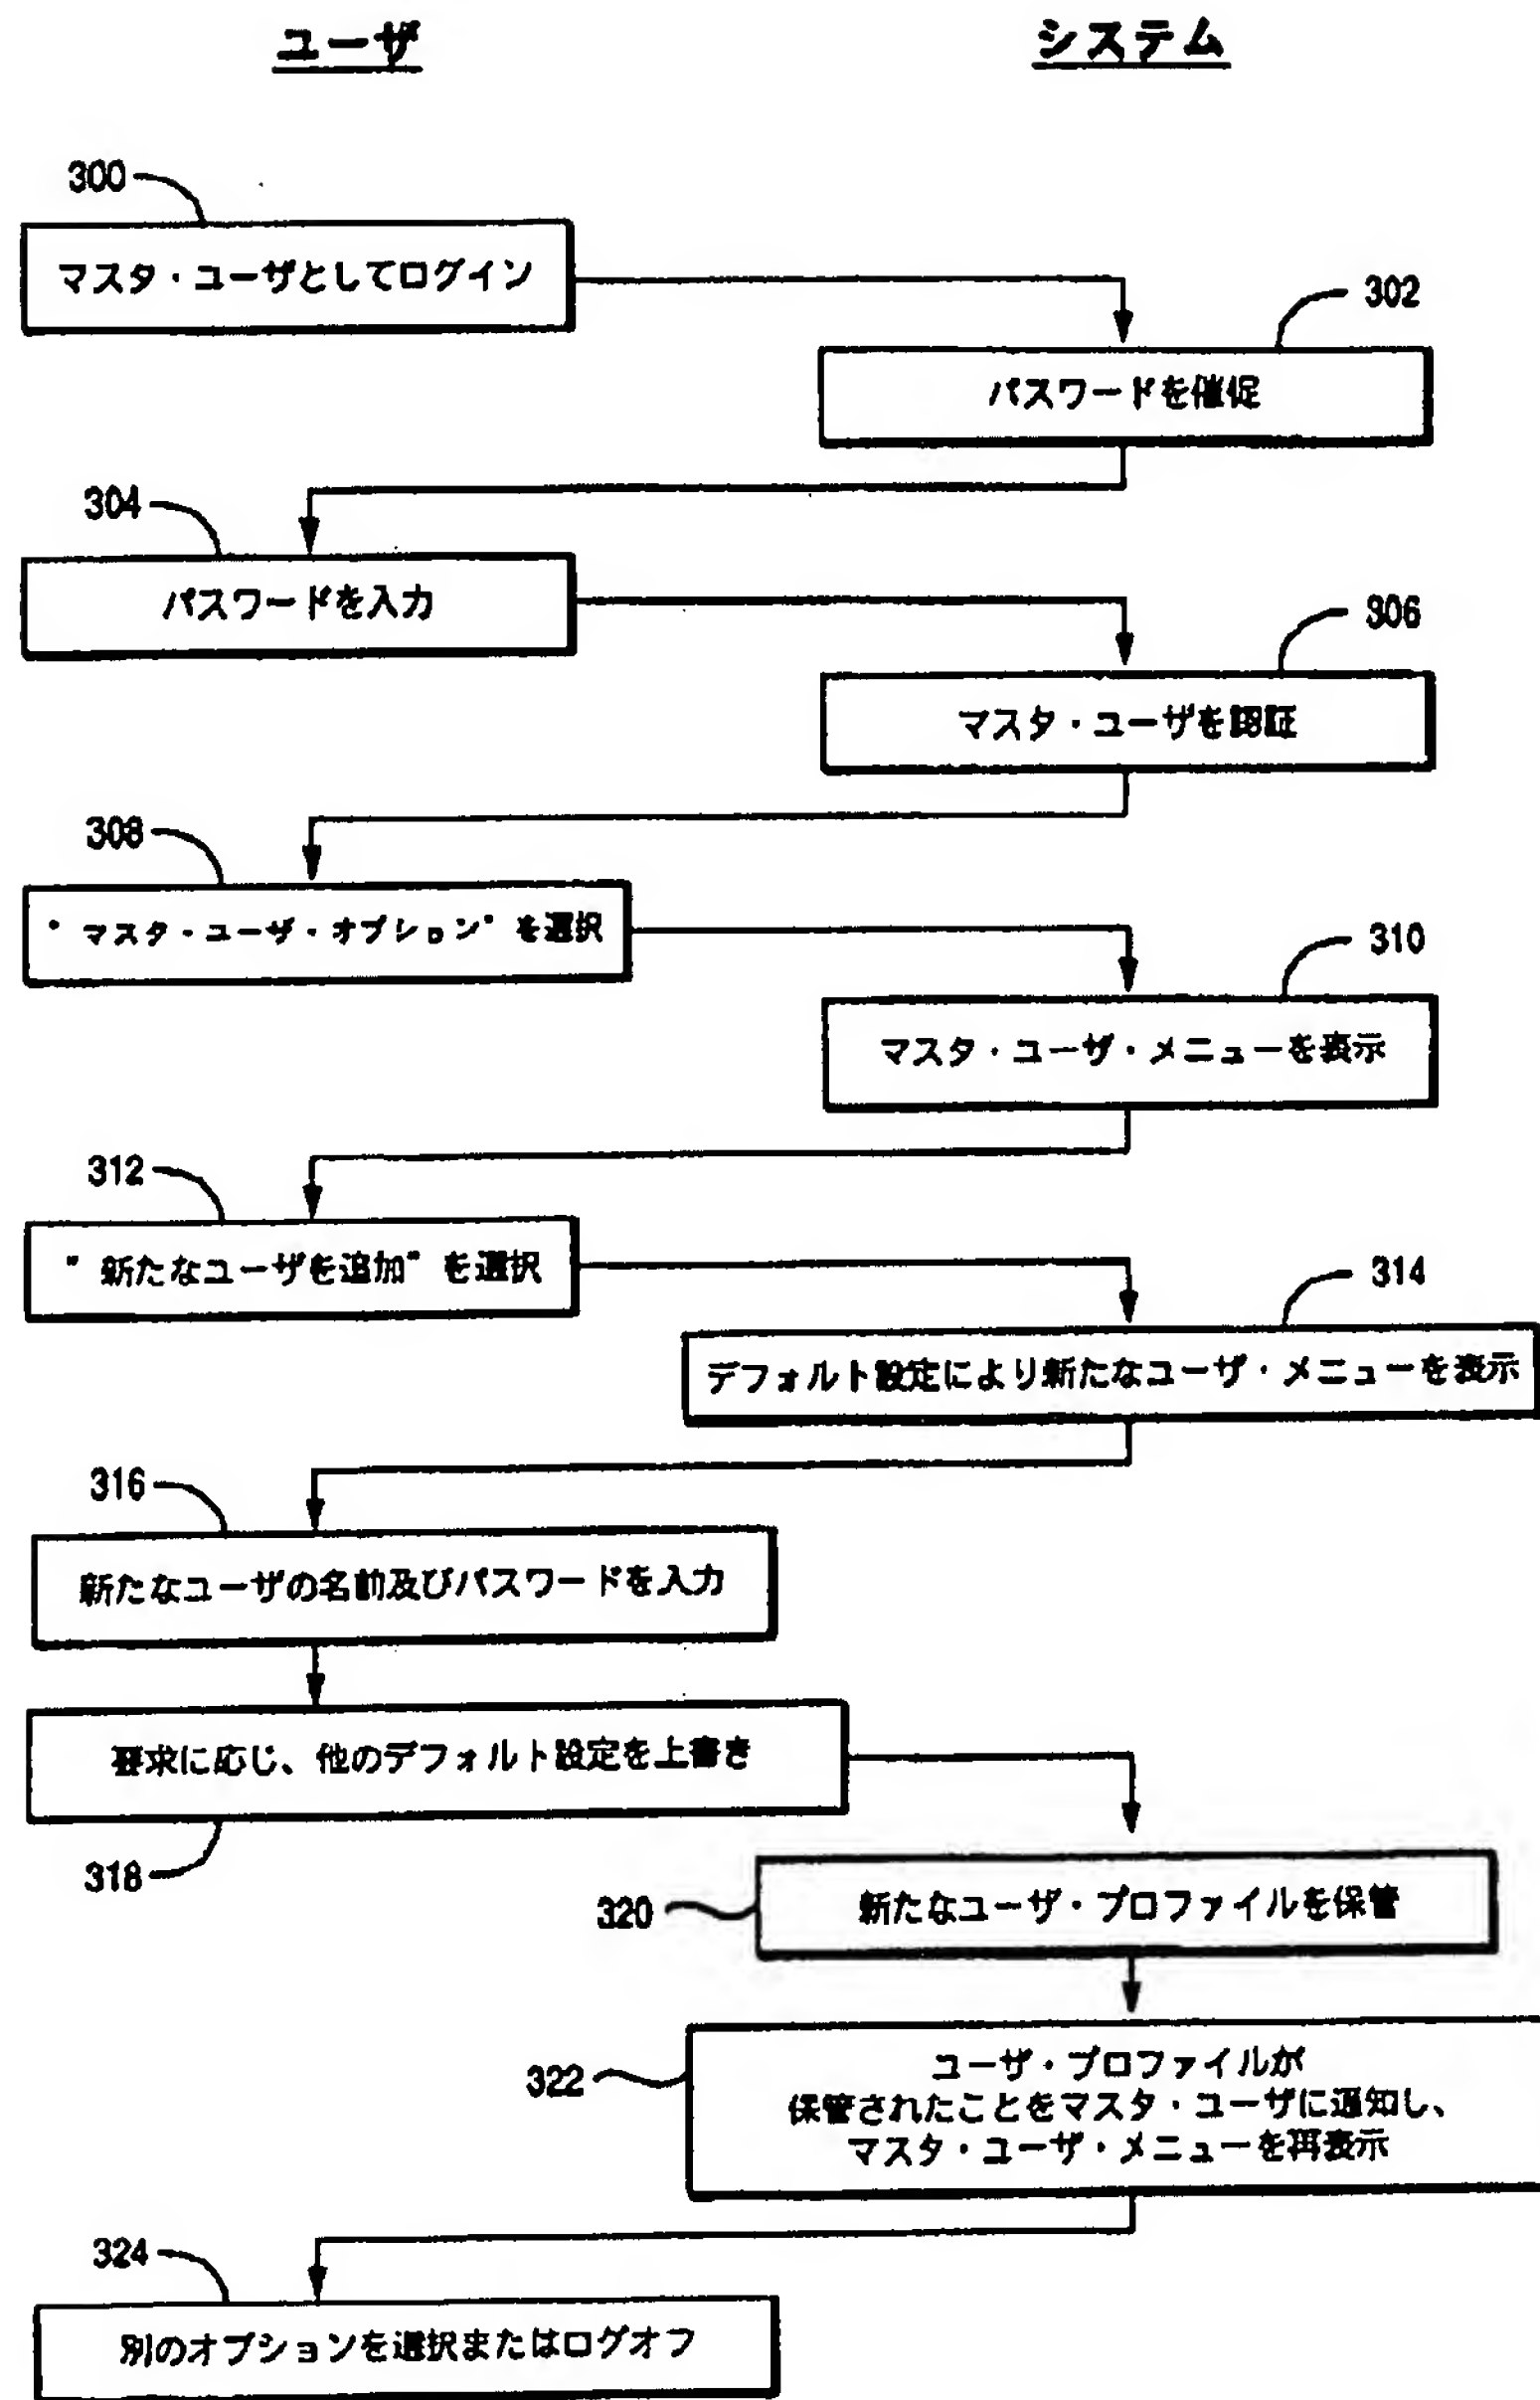 ユーザ
システム
300
マスタ・ユーザとしてログイン
302
パスワードを催促
304
パスワードを入力
306
マスタ・ユーザを認証
308
" マスタ・ユーザ・オプション" を選択
310
マスタ・ユーザ・メニューを表示
312
" 新たなユーザを追加" を選択
314
デフォルト設定により新たなユーザ・メニューを表示
316
新たなユーザの名前及びパスワードを入力
要求に応じ、他のデフォルト設定を上書き
318
320
新たなユーザ・プロファイルを保管
322
ユーザ・プロファイルが
保管されたことをマスタ・ユーザに通知し、
マスタ・ユーザ・メニューを再表示
324
別のオプションを選択またはログオフ